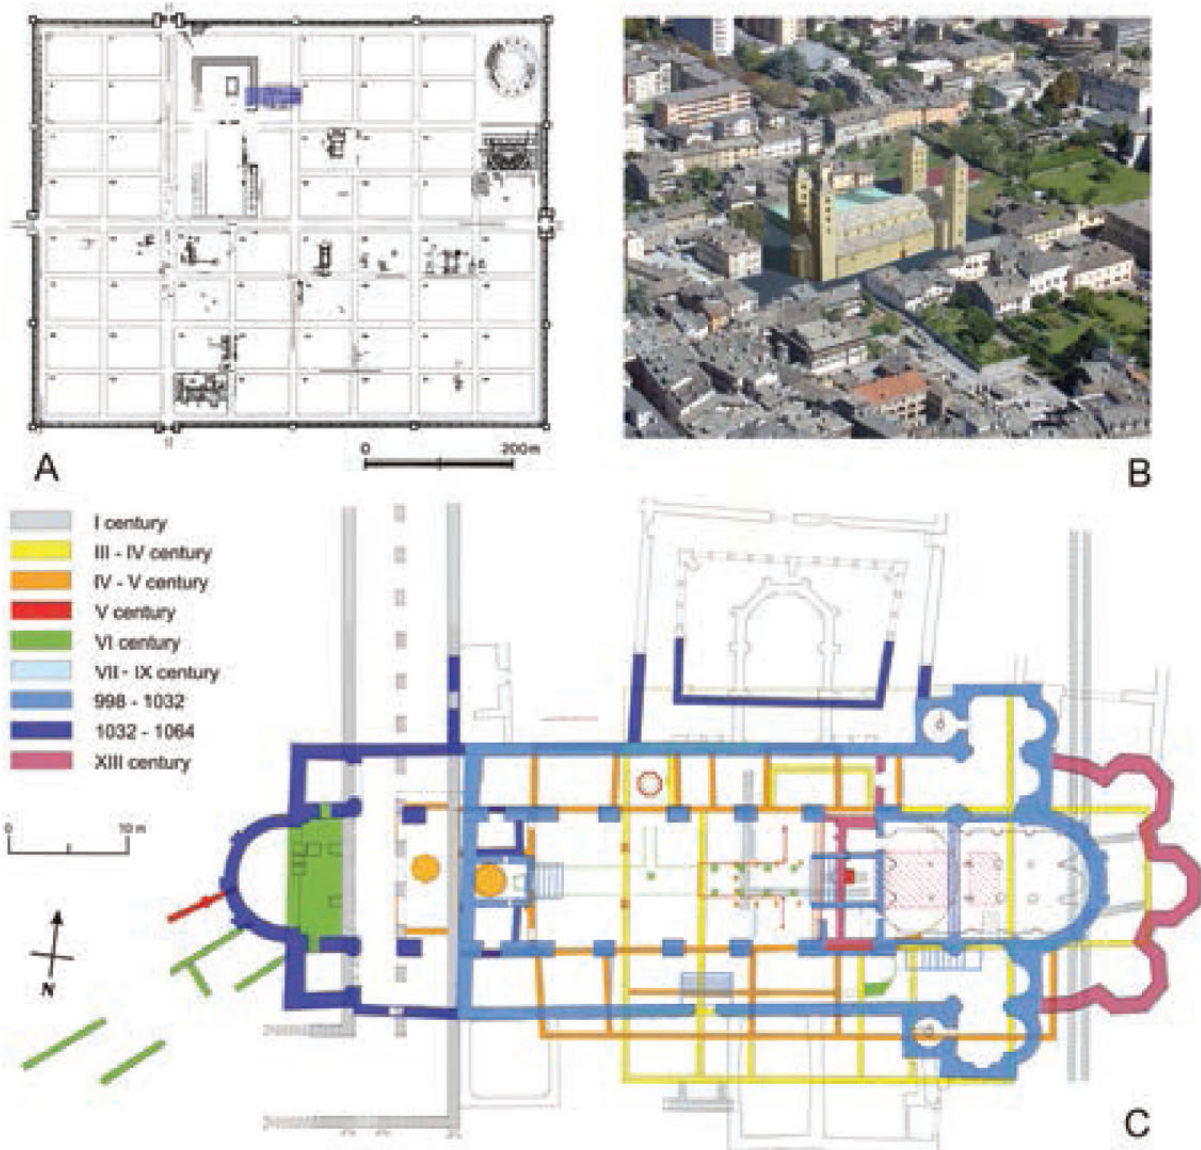 0 200m
A
B
I century
III - IV century
IV - V century
V century
VI century
VII - IX century
998 - 1032
1032 - 1064
XIII century
0 10 m
N
C